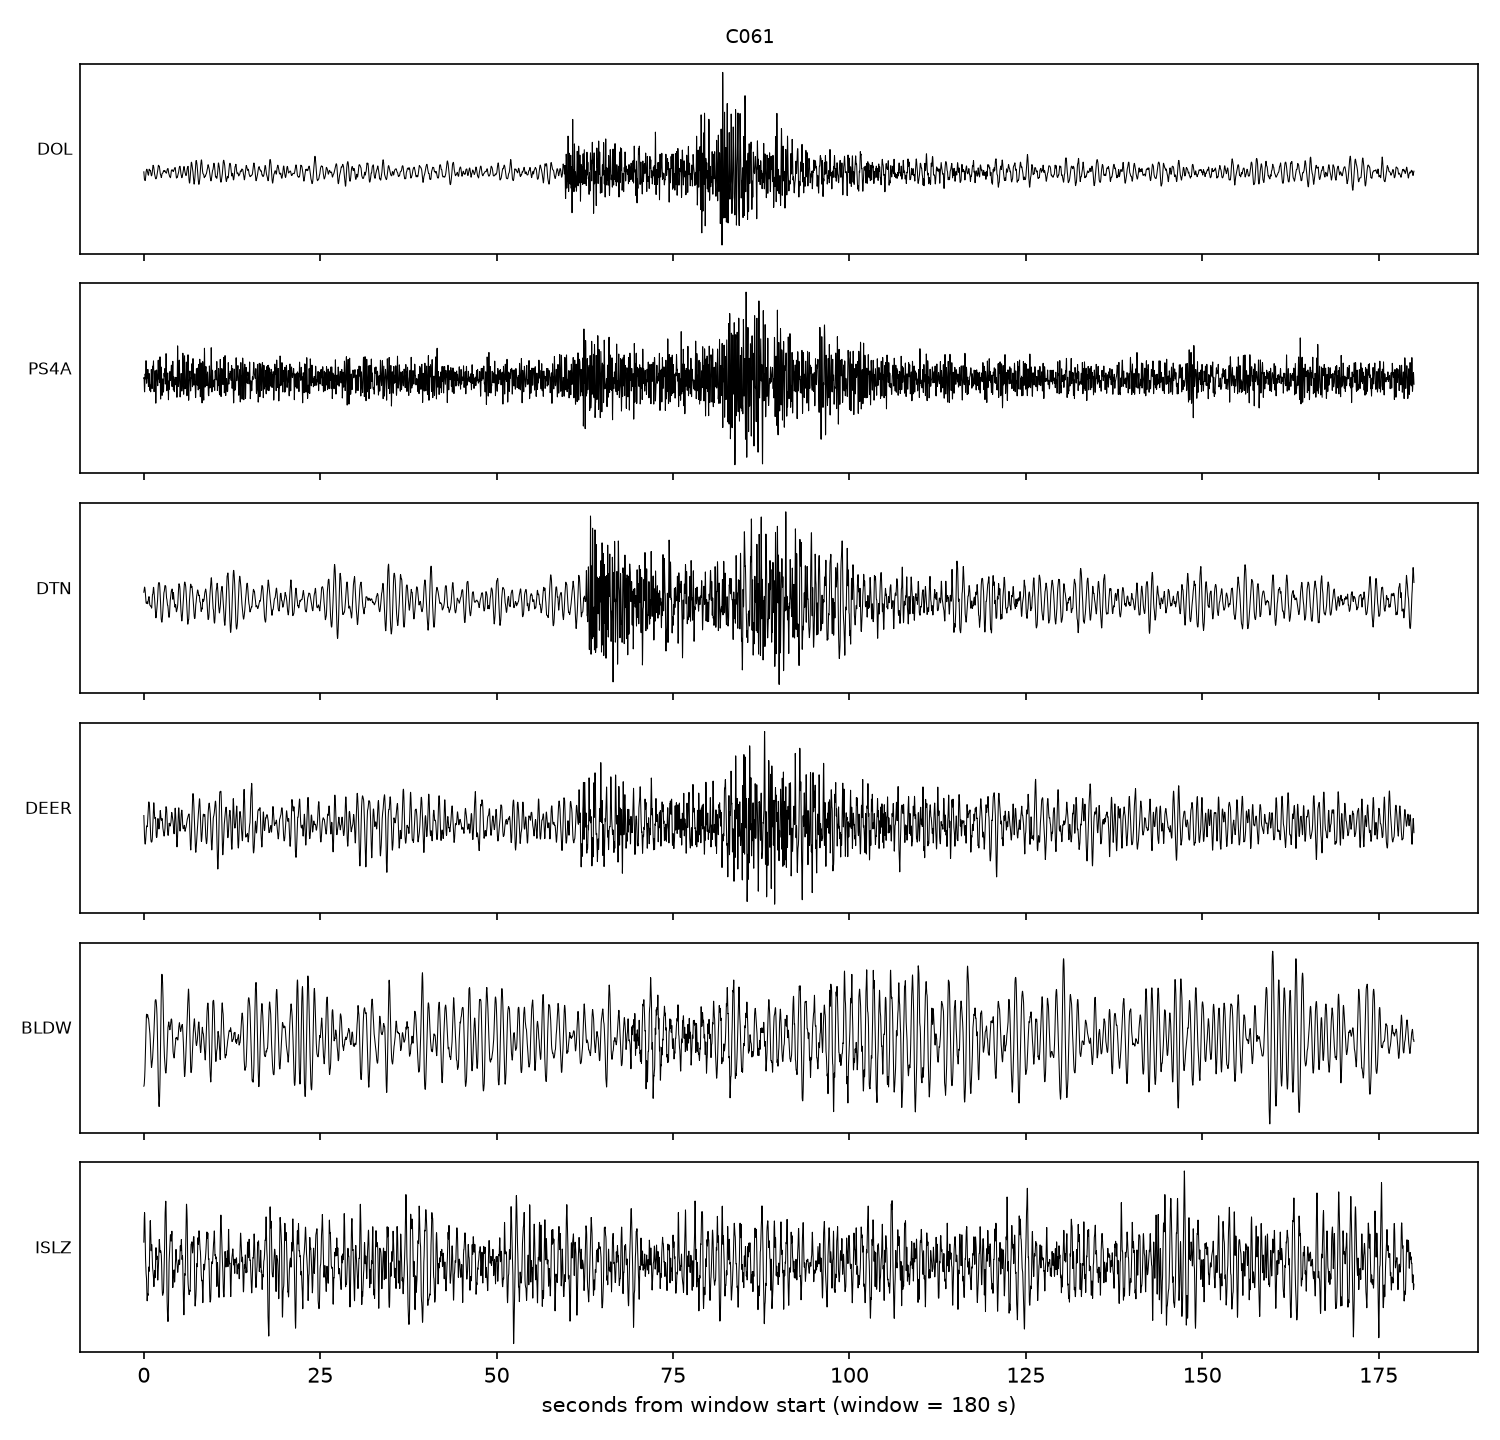 C061
DOL
PS4A
DTN
DEER
BLDW
ISLZ
0 25 50 75 100 125 150 175
seconds from window start (window = 180 s)